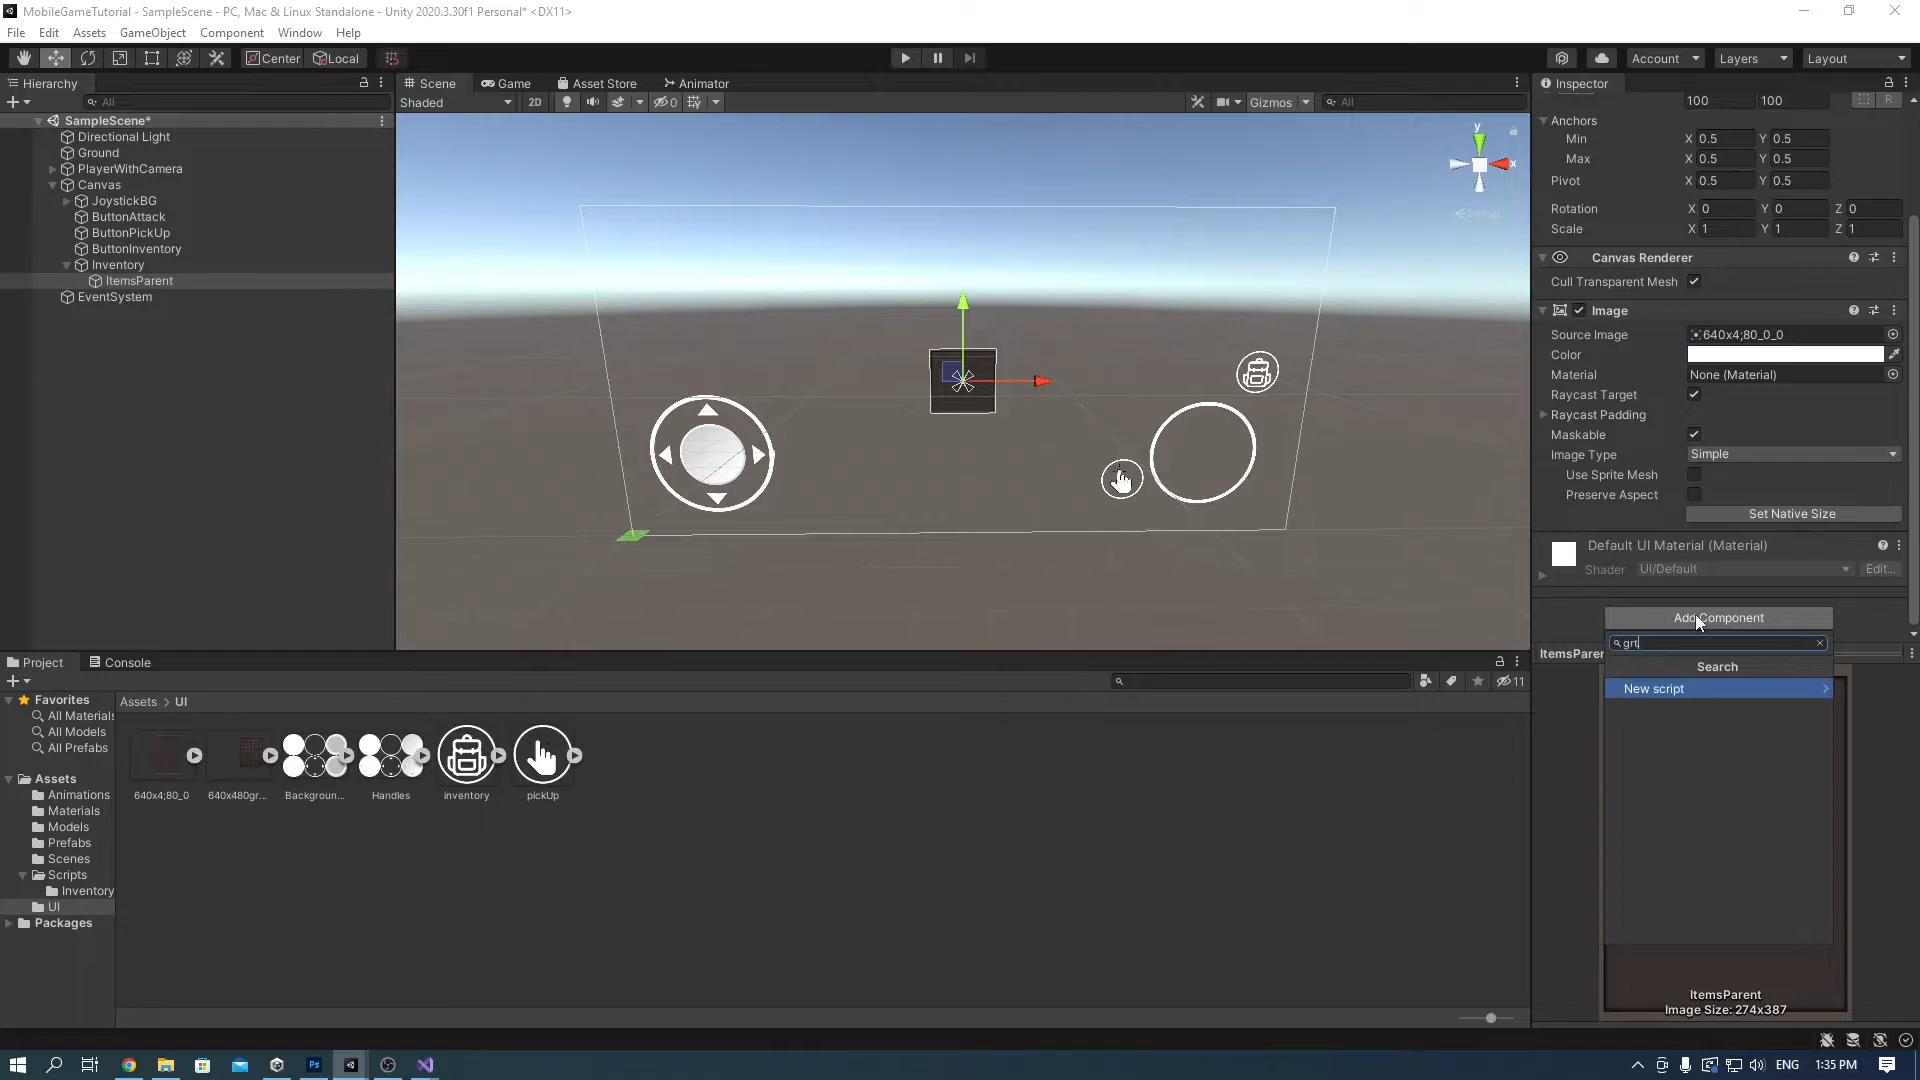 MobileGameTutorial - SampleScene - PC, Mac & Linux Standalone - Unity 2020.3.30f1 Personal* <DX11>
File Edit Assets GameObject Component Window Help
Center Local Account Layers Layout
Hierarchy Scene Game Asset Store Animator Inspector
All Shaded 2D 0 Gizmos All 100 100 R
SampleScene*
Directional Light
Ground
PlayerWithCamera
Canvas
JoystickBG
ButtonAttack
ButtonPickUp
ButtonInventory
Inventory
ItemsParent
EventSystem
y
x
Persp
Anchors
Min X 0.5 Y 0.5
Max X 0.5 Y 0.5
Pivot X 0.5 Y 0.5
Rotation X 0 Y 0 Z 0
Scale X 1 Y 1 Z 1
Canvas Renderer
Cull Transparent Mesh
Image
Source Image 640x4;80_0_0
Color
Material None (Material)
Raycast Target
Raycast Padding
Maskable
Image Type Simple
Use Sprite Mesh
Preserve Aspect
Set Native Size
Default UI Material (Material)
Shader UI/Default Edit...
Add Component
grt
Search
New script
ItemsParent
Image Size: 274x387
ItemsParer
Project Console
11
Favorites
All Materials
All Models
All Prefabs
Assets
Animations
Materials
Models
Prefabs
Scenes
Scripts
Inventory
UI
Packages
Assets > UI
640x4;80_0 640x480gr... Backgroun... Handles inventory pickUp
Ps ENG 1:35 PM